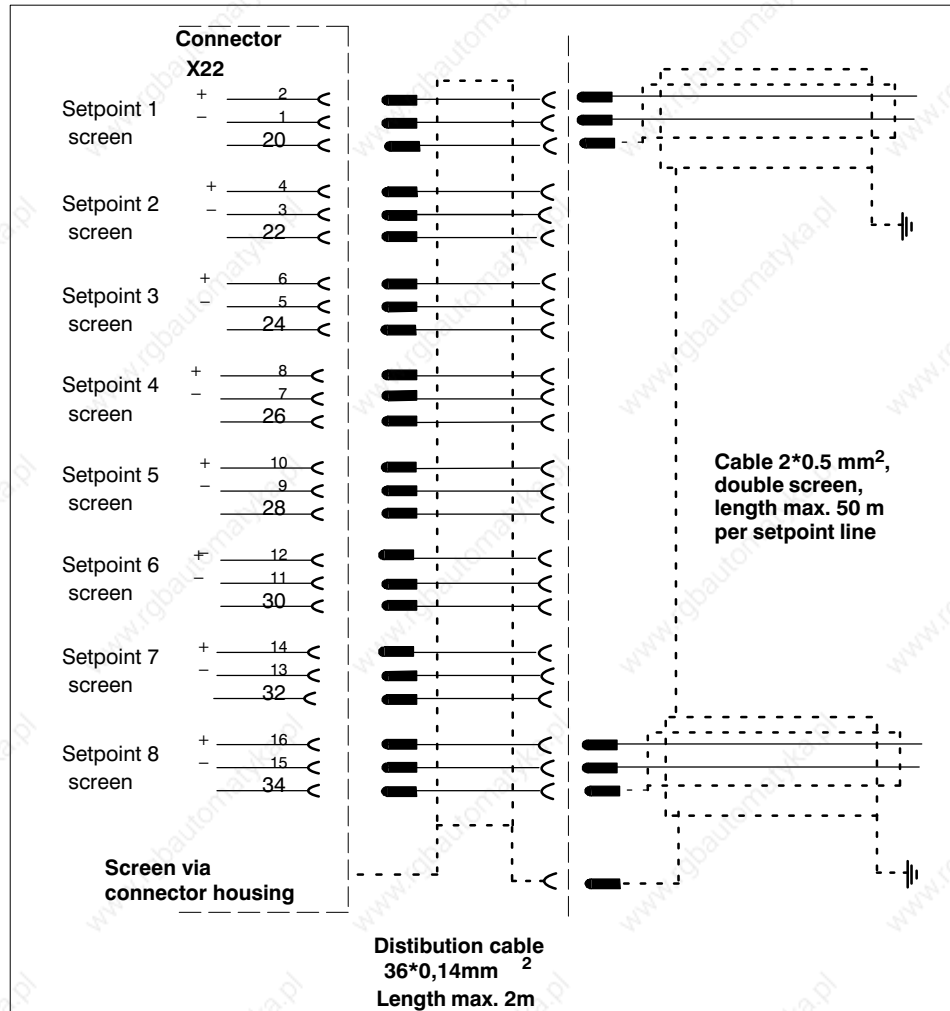 Connector
X22
Setpoint 1 + 2
screen − 1
20
Setpoint 2 + 4
screen − 3
22
Setpoint 3 + 6
screen − 5
24
Setpoint 4 + 8
screen − 7
26
Setpoint 5 + 10
screen − 9
28
Setpoint 6 + 12
screen − 11
30
Setpoint 7 + 14
screen − 13
32
Setpoint 8 + 16
screen − 15
34
Cable 2*0.5 mm²,
double screen,
length max. 50 m
per setpoint line
Screen via
connector housing
Distibution cable
36*0,14mm ²
Length max. 2m
www.rgbautomatyka.pl